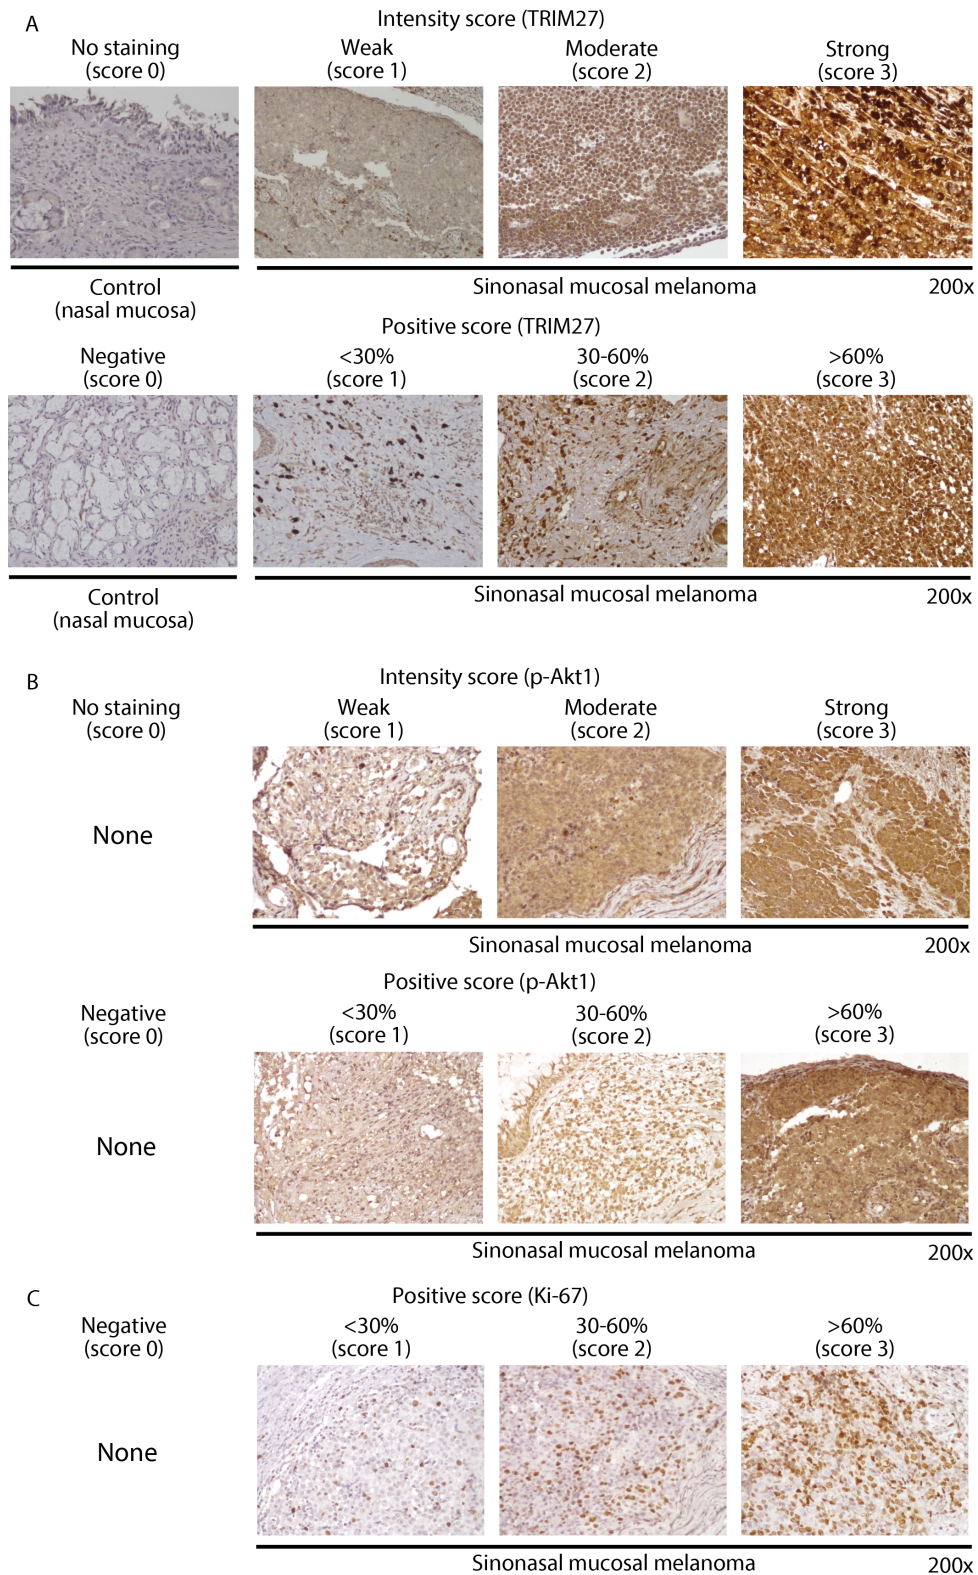 A
Intensity score (TRIM27)
No staining
(score 0)
Weak
(score 1)
Moderate
(score 2)
Strong
(score 3)
Control
(nasal mucosa)
Sinonasal mucosal melanoma
200x
Positive score (TRIM27)
Negative
(score 0)
<30%
(score 1)
30-60%
(score 2)
>60%
(score 3)
Control
(nasal mucosa)
Sinonasal mucosal melanoma
200x
B
Intensity score (p-Akt1)
No staining
(score 0)
Weak
(score 1)
Moderate
(score 2)
Strong
(score 3)
None
Sinonasal mucosal melanoma
200x
Positive score (p-Akt1)
Negative
(score 0)
<30%
(score 1)
30-60%
(score 2)
>60%
(score 3)
None
Sinonasal mucosal melanoma
200x
C
Positive score (Ki-67)
Negative
(score 0)
<30%
(score 1)
30-60%
(score 2)
>60%
(score 3)
None
Sinonasal mucosal melanoma
200x